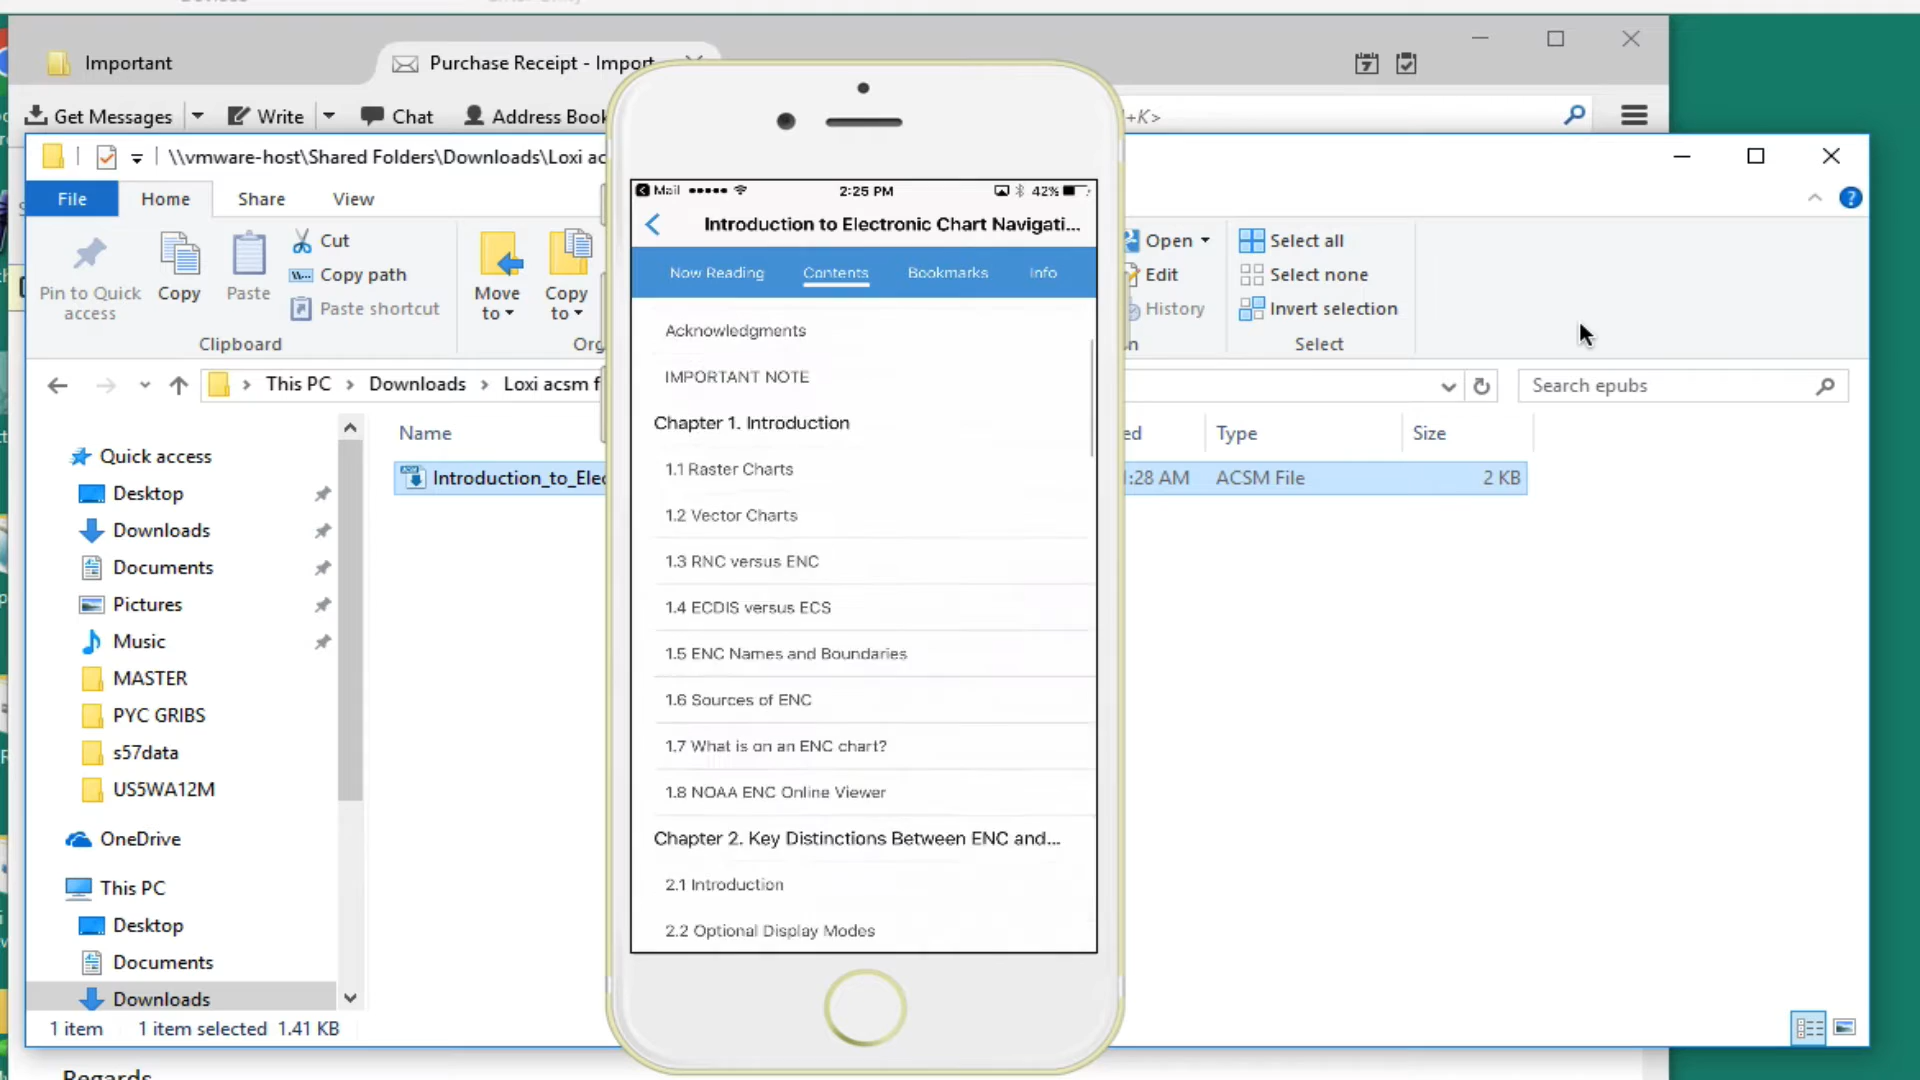 Important
Purchase Receipt - Import
Get Messages
Write
Chat
Address Book
+K>
\\vmware-host\Shared Folders\Downloads\Loxi ac
File
Home
Share
View
Pin to Quick access
Copy
Paste
Cut
Copy path
Paste shortcut
Clipboard
Move to
Copy to
Org
Open
Edit
History
Select all
Select none
Invert selection
Select
This PC
Downloads
Loxi acsm f
Search epubs
Name
Type
Size
Introduction_to_Elec
:28 AM
ACSM File
2 KB
Quick access
Desktop
Downloads
Documents
Pictures
Music
MASTER
PYC GRIBS
s57data
US5WA12M
OneDrive
This PC
Desktop
Documents
Downloads
1 item
1 item selected 1.41 KB
Mail
2:25 PM
42%
Introduction to Electronic Chart Navigati...
Now Reading
Contents
Bookmarks
Info
Acknowledgments
IMPORTANT NOTE
Chapter 1. Introduction
1.1 Raster Charts
1.2 Vector Charts
1.3 RNC versus ENC
1.4 ECDIS versus ECS
1.5 ENC Names and Boundaries
1.6 Sources of ENC
1.7 What is on an ENC chart?
1.8 NOAA ENC Online Viewer
Chapter 2. Key Distinctions Between ENC and...
2.1 Introduction
2.2 Optional Display Modes
Regards